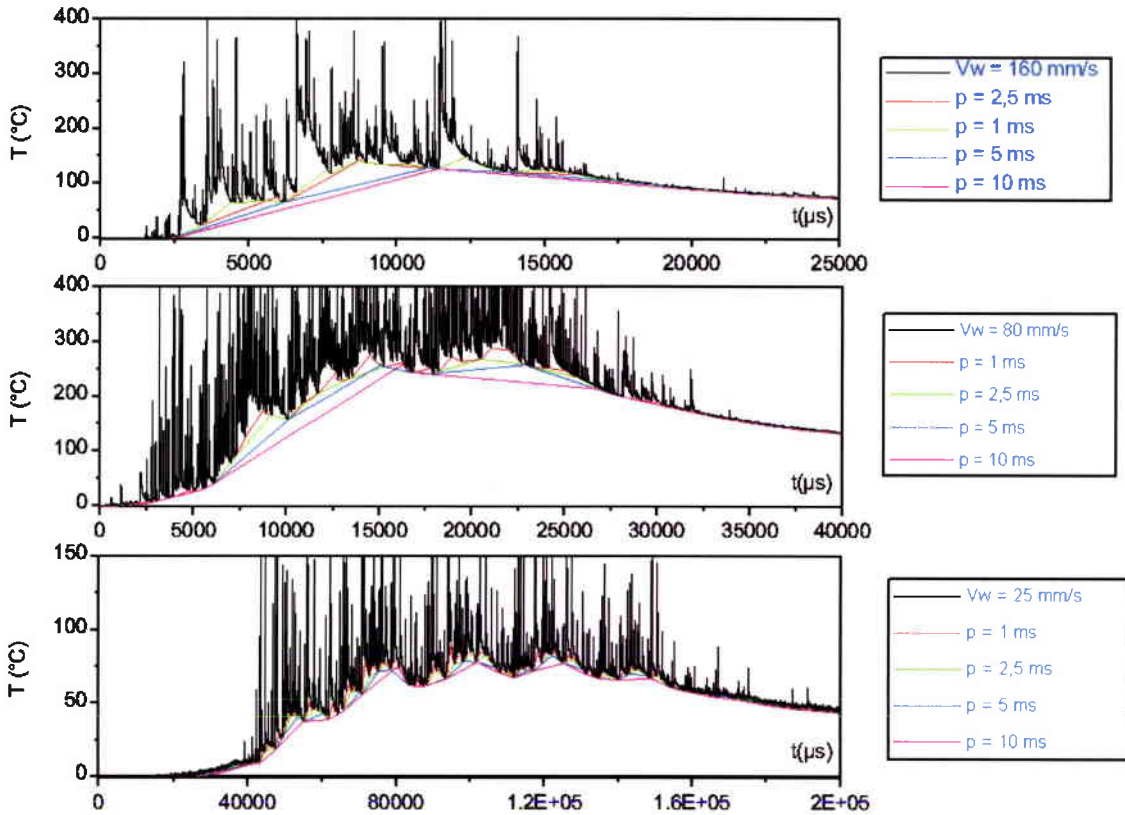 400
300
200
100
0
T (°C)
t(µs)
0 5000 10000 15000 20000 25000
Vw = 160 mm/s
p = 2,5 ms
p = 1 ms
p = 5 ms
p = 10 ms
400
300
200
100
0
T (°C)
t(µs)
0 5000 10000 15000 20000 25000 30000 35000 40000
Vw = 80 mm/s
p = 1 ms
p = 2,5 ms
p = 5 ms
p = 10 ms
150
100
50
0
T (°C)
t(µs)
0 40000 80000 1.2E+05 1.6E+05 2E+05
Vw = 25 mm/s
p = 1 ms
p = 2,5 ms
p = 5 ms
p = 10 ms